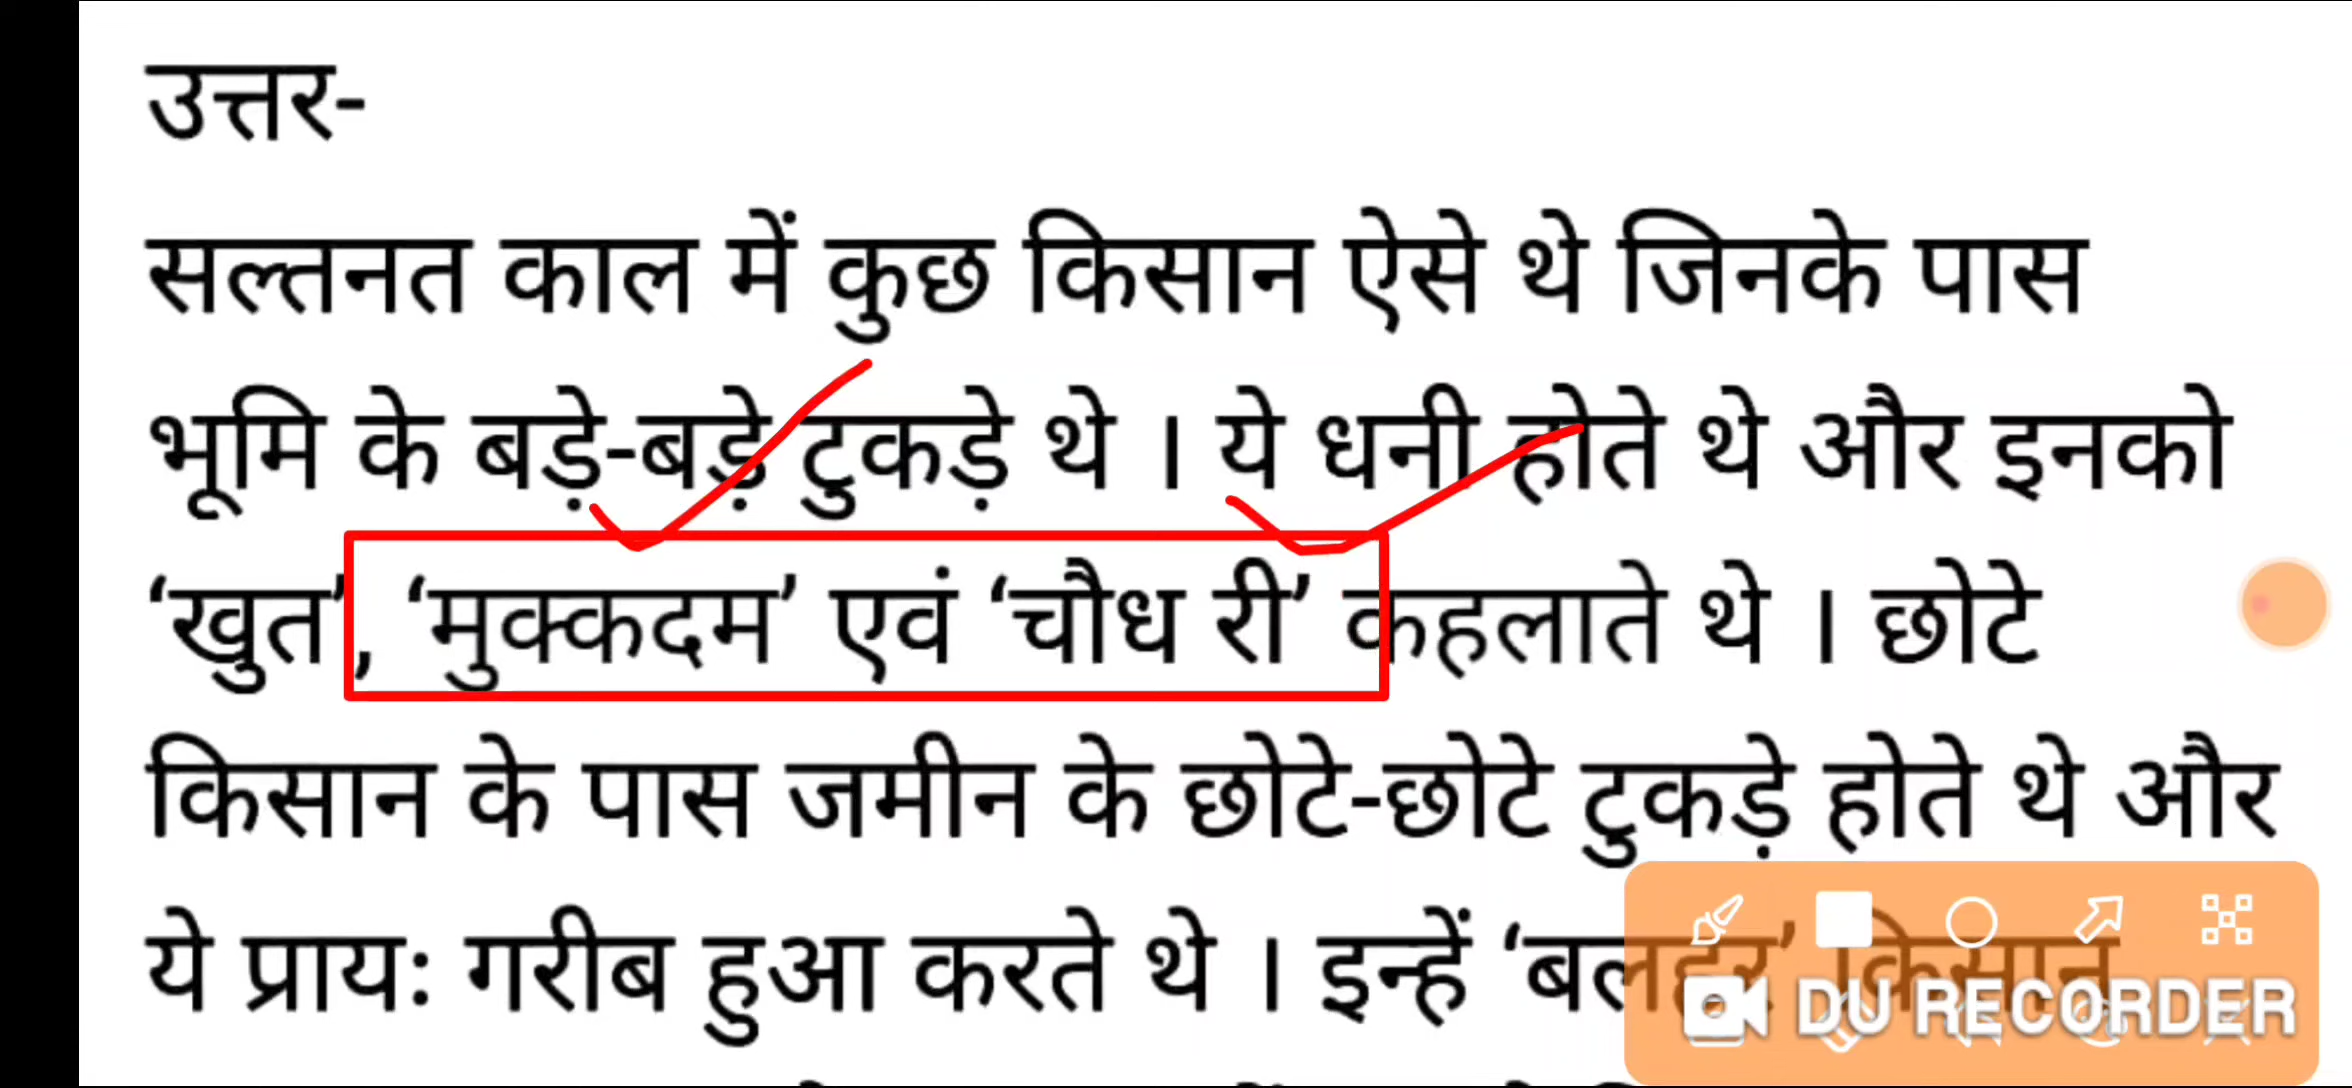 उत्तर-
सल्तनत काल में कुछ किसान ऐसे थे जिनके पास
भूमि के बड़े-बड़े टुकड़े थे । ये धनी होते थे और इनको
‘खुत’, ‘मुक्कदम’ एवं ‘चौध री’ कहलाते थे । छोटे
किसान के पास जमीन के छोटे-छोटे टुकड़े होते थे और
ये प्रायः गरीब हुआ करते थे । इन्हें ‘बलहर’ किसान
DU RECORDER